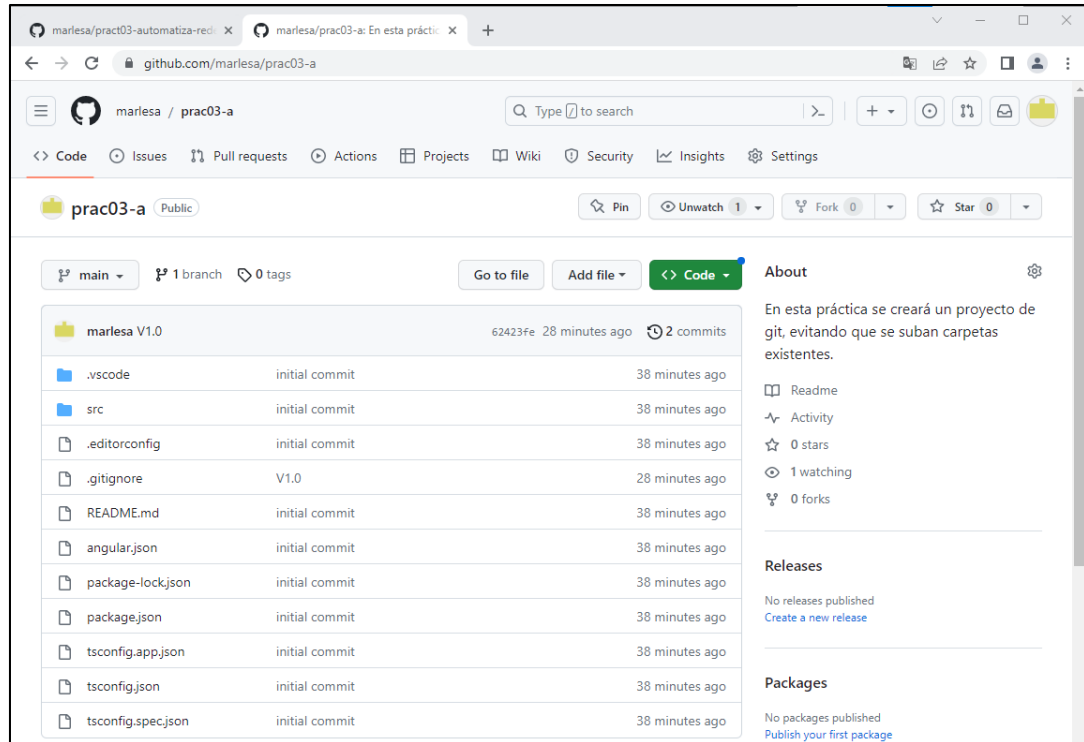 marlesa/pract03-automatiza-rede
marlesa/prac03-a: En esta práctic
github.com/marlesa/prac03-a
marlesa / prac03-a
Type / to search
<> Code Issues Pull requests Actions Projects Wiki Security Insights Settings
prac03-a Public Pin Unwatch 1 Fork 0 Star 0
main 1 branch 0 tags Go to file Add file <> Code
marlesa V1.0 62423fe 28 minutes ago 2 commits
.vscode initial commit 38 minutes ago
src initial commit 38 minutes ago
.editorconfig initial commit 38 minutes ago
.gitignore V1.0 28 minutes ago
README.md initial commit 38 minutes ago
angular.json initial commit 38 minutes ago
package-lock.json initial commit 38 minutes ago
package.json initial commit 38 minutes ago
tsconfig.app.json initial commit 38 minutes ago
tsconfig.json initial commit 38 minutes ago
tsconfig.spec.json initial commit 38 minutes ago
About
En esta práctica se creará un proyecto de
git, evitando que se suban carpetas
existentes.
Readme
Activity
0 stars
1 watching
0 forks
Releases
No releases published
Create a new release
Packages
No packages published
Publish your first package